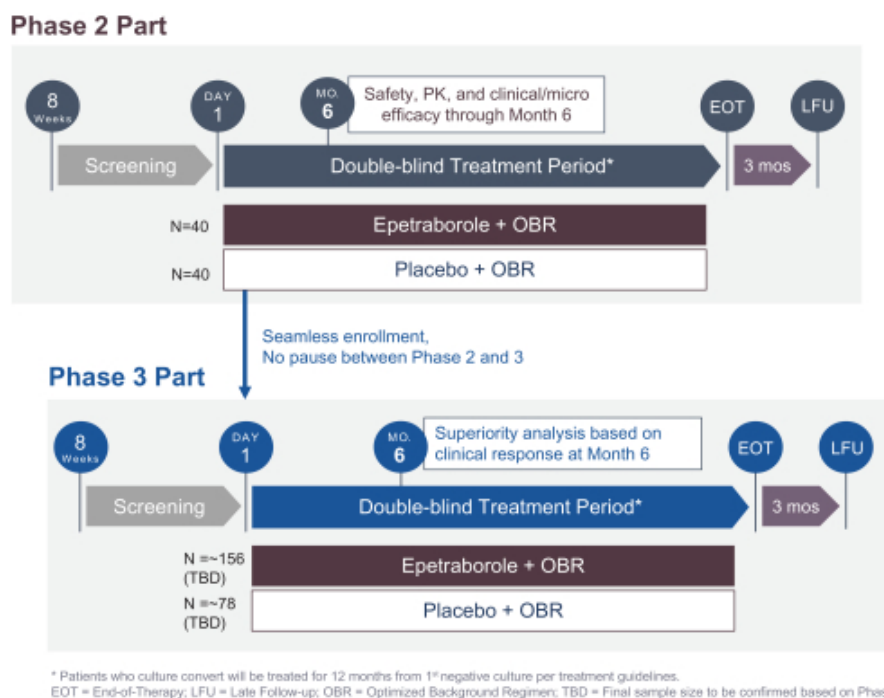 Phase 2 Part
8
Weeks
DAY
1
MO.
6
Safety, PK, and clinical/micro
efficacy through Month 6
EOT
LFU
Screening
Double-blind Treatment Period*
3 mos
N=40
Epetraborole + OBR
N=40
Placebo + OBR
Seamless enrollment,
No pause between Phase 2 and 3
Phase 3 Part
8
Weeks
DAY
1
MO.
6
Superiority analysis based on
clinical response at Month 6
EOT
LFU
Screening
Double-blind Treatment Period*
3 mos
N =~156
(TBD)
Epetraborole + OBR
N =~78
(TBD)
Placebo + OBR
* Patients who culture convert will be treated for 12 months from 1st negative culture per treatment guidelines.
EOT = End-of-Therapy; LFU = Late Follow-up; OBR = Optimized Background Regimen; TBD = Final sample size to be confirmed based on